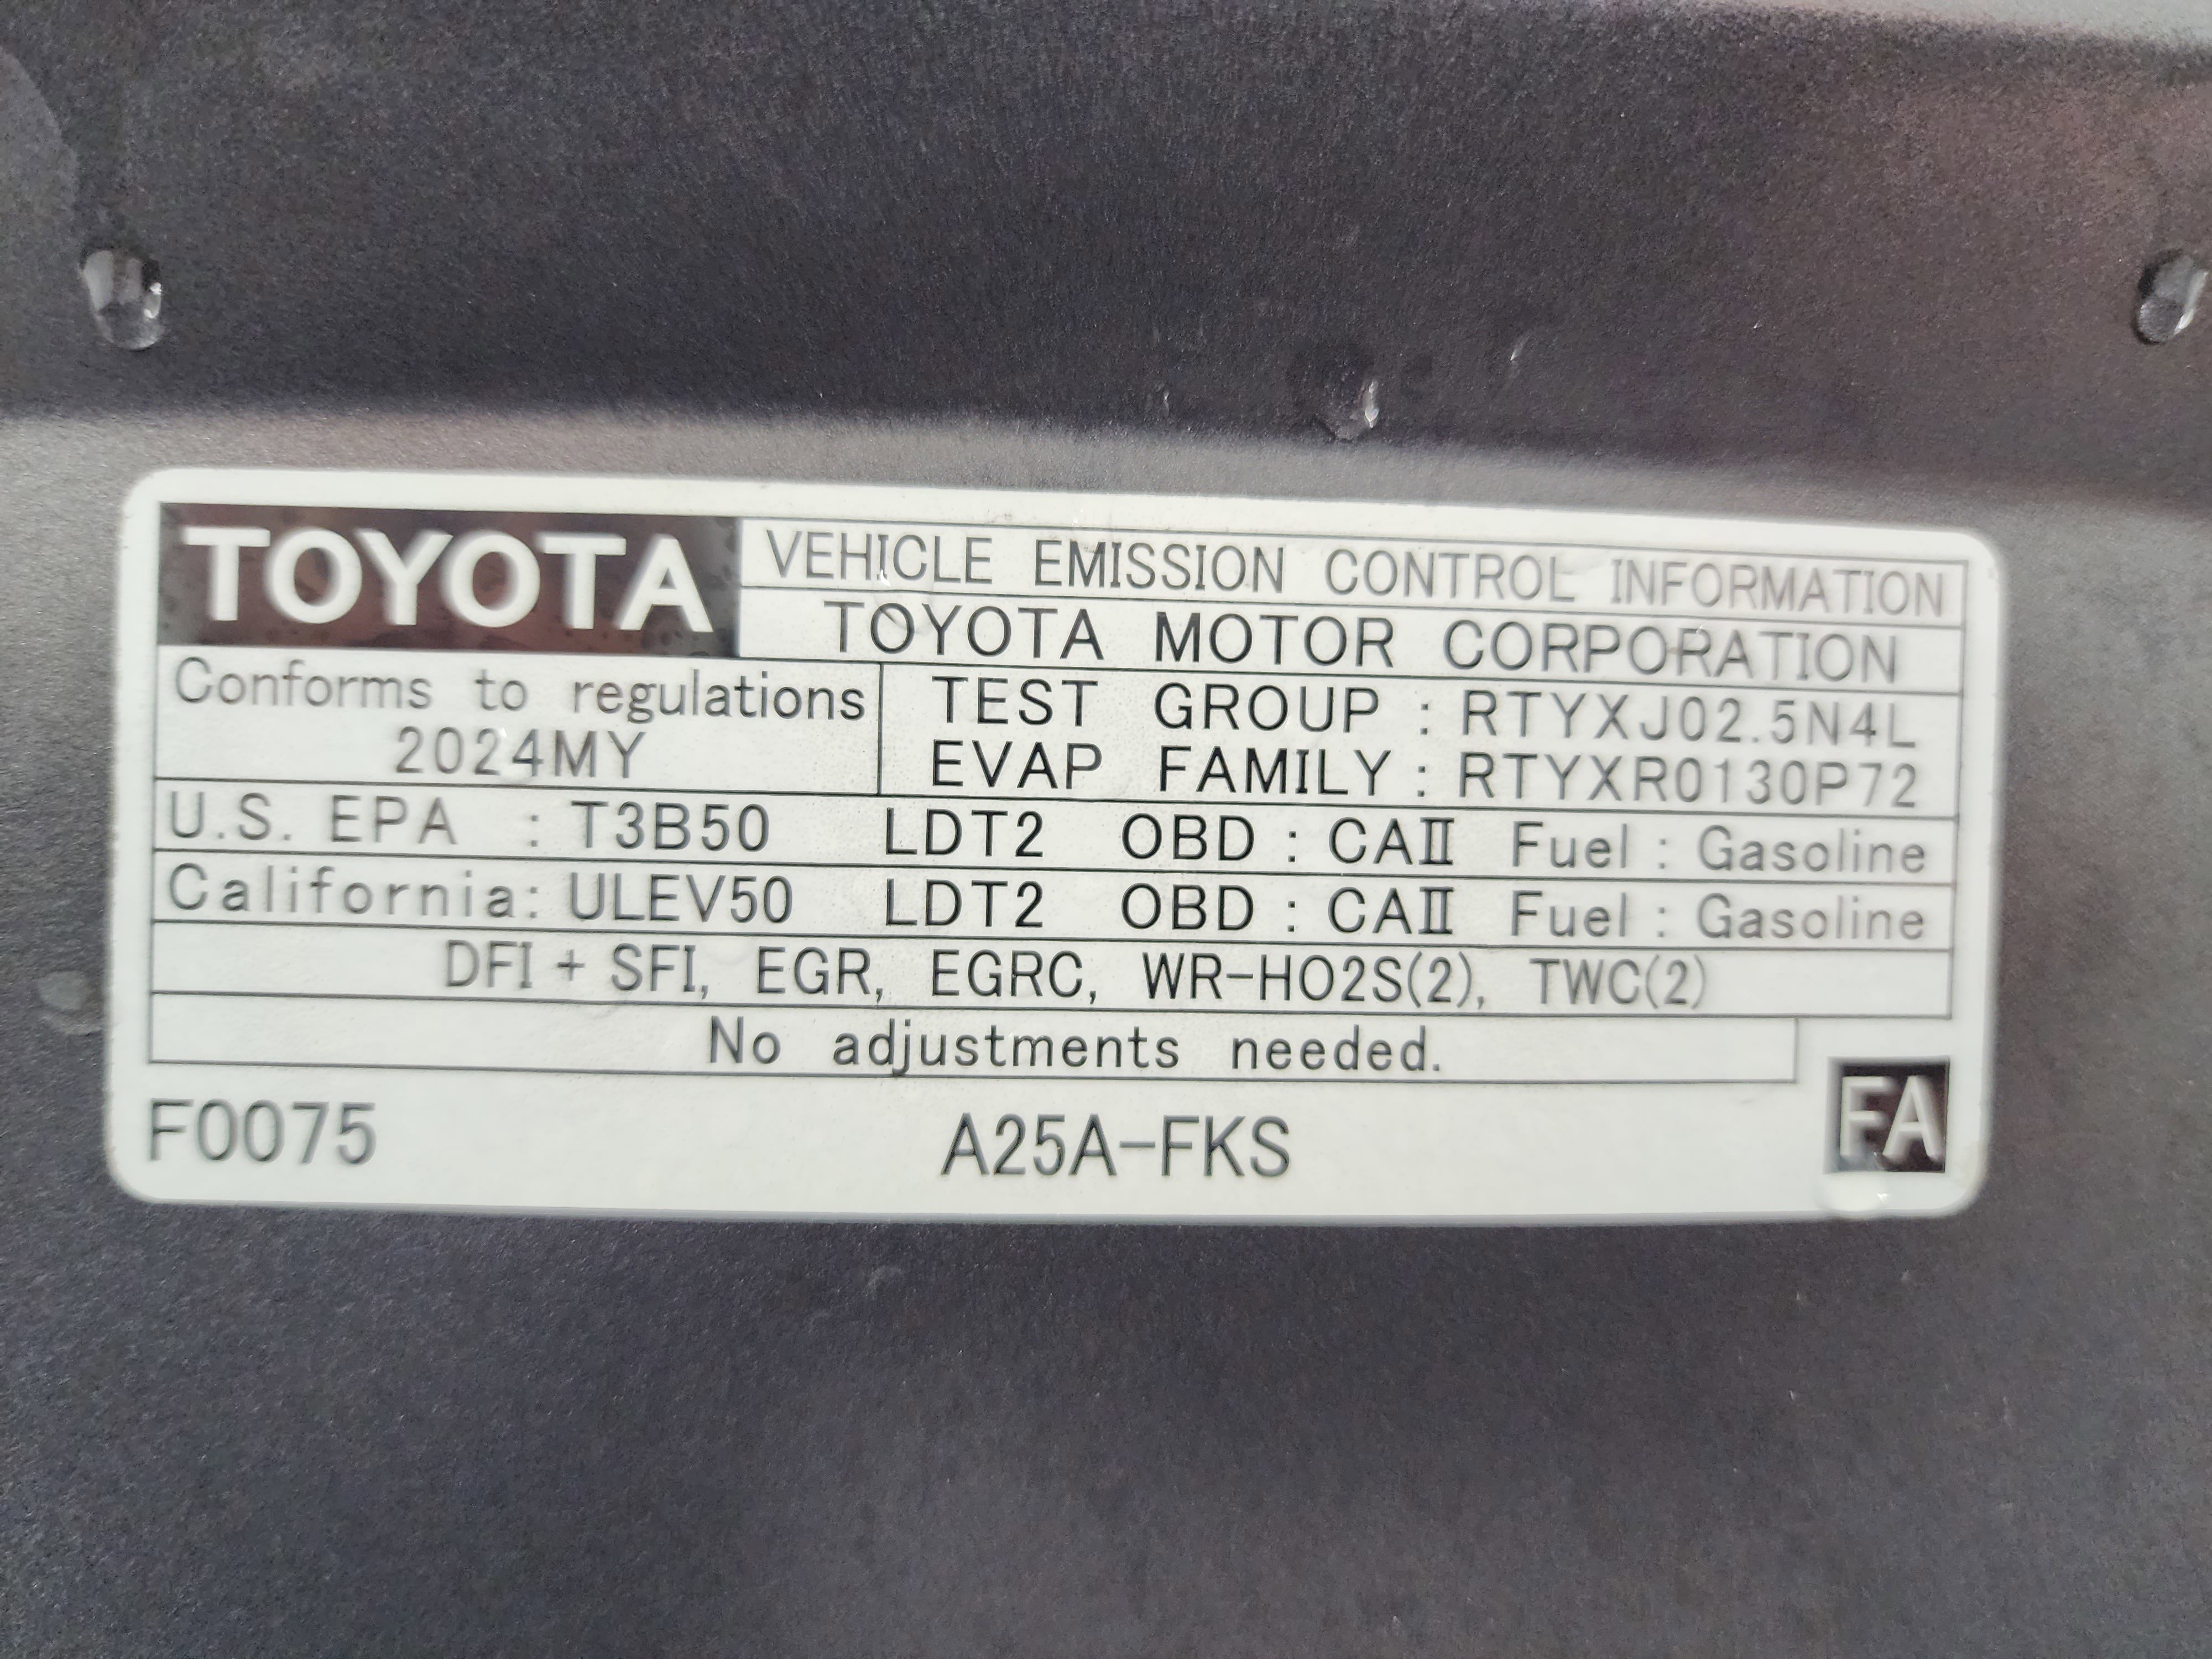 TOYOTA
VEHICLE EMISSION CONTROL INFORMATION
TOYOTA MOTOR CORPORATION
Conforms to regulations
2024MY
TEST GROUP : RTYXJ02.5N4L
EVAP FAMILY : RTYXR0130P72
U.S. EPA : T3B50 LDT2 OBD : CAⅡ Fuel : Gasoline
California: ULEV50 LDT2 OBD : CAⅡ Fuel : Gasoline
DFI + SFI, EGR, EGRC, WR-HO2S(2), TWC(2)
No adjustments needed.
F0075 A25A-FKS FA